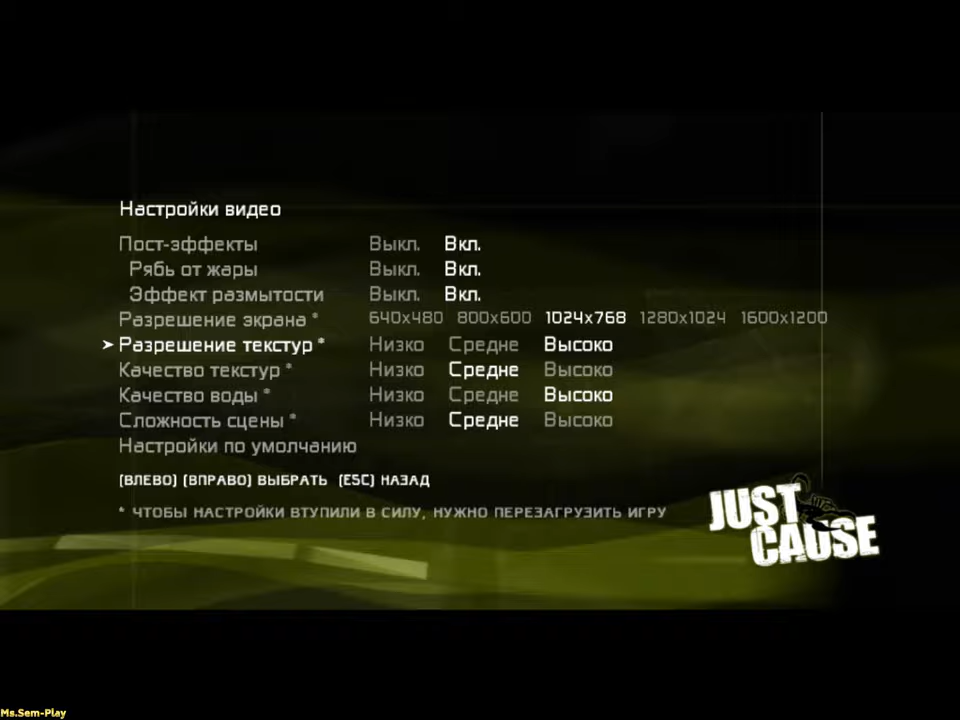 Настройки видео
Пост-эффекты Выкл. Вкл.
Рябь от жары Выкл. Вкл.
Эффект размытости Выкл. Вкл.
Разрешение экрана * 640x480 800x600 1024x768 1280x1024 1600x1200
➤ Разрешение текстур * Низко Средне Высоко
Качество текстур * Низко Средне Высоко
Качество воды * Низко Средне Высоко
Сложность сцены * Низко Средне Высоко
Настройки по умолчанию
[ВЛЕВО] [ВПРАВО] ВЫБРАТЬ [ESC] НАЗАД
* ЧТОБЫ НАСТРОЙКИ ВТУПИЛИ В СИЛУ, НУЖНО ПЕРЕЗАГРУЗИТЬ ИГРУ
JUST
CAUSE
Ms.Sem-Play